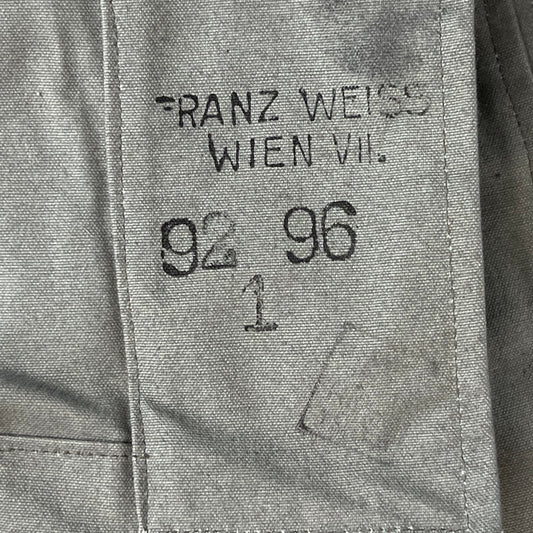 FRANZ WEISS
WIEN VII.
92 96
1